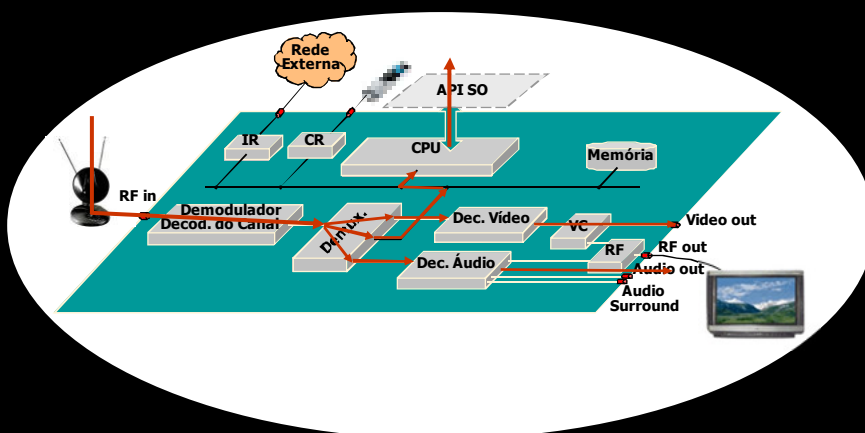 Rede
Externa
API SO
IR
CR
CPU
Memória
RF in
Demodulador
Decod. do Canal
Demux.
Dec. Vídeo
VC
Video out
RF
RF out
Dec. Áudio
Audio out
Audio
Surround